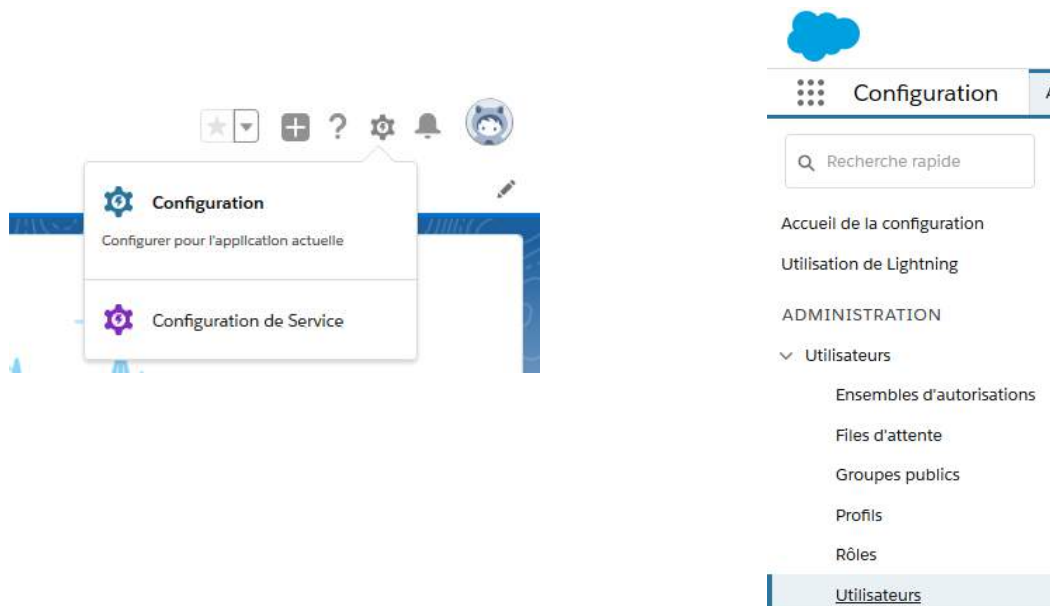 Configuration
Configurer pour l'application actuelle
Configuration de Service
Configuration
Recherche rapide
Accueil de la configuration
Utilisation de Lightning
ADMINISTRATION
Utilisateurs
Ensembles d'autorisations
Files d'attente
Groupes publics
Profils
Rôles
Utilisateurs